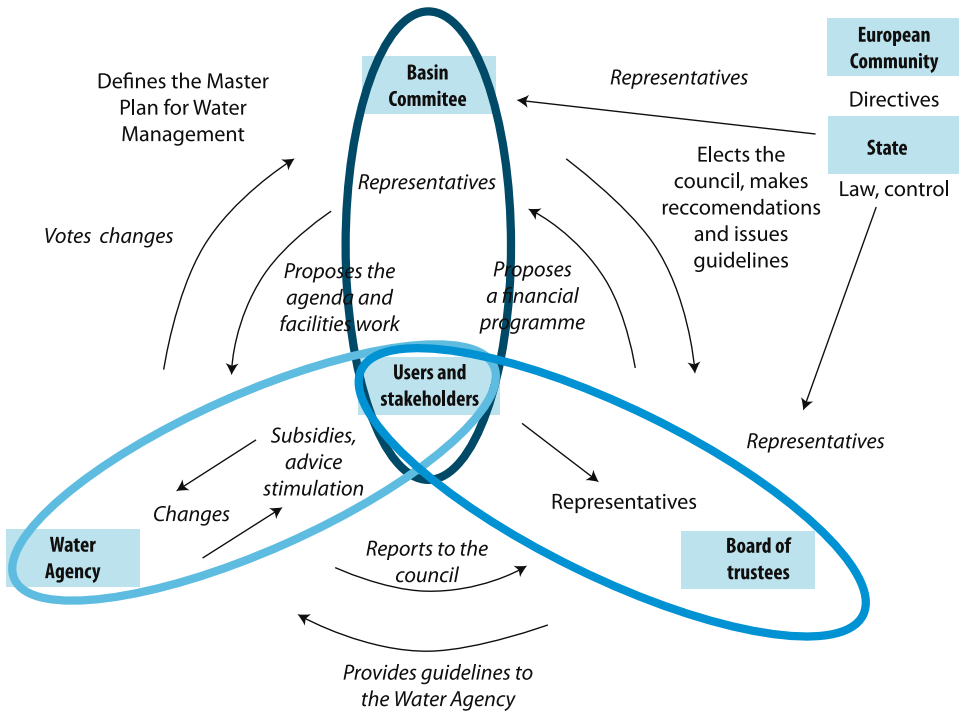 European
Community
Directives
State
Law, control
Basin
Commitee
Representatives
Defines the Master
Plan for Water
Management
Elects the
council, makes
reccomendations
and issues
guidelines
Representatives
Votes changes
Proposes the
agenda and
facilities work
Proposes
a financial
programme
Users and
stakeholders
Subsidies,
advice
stimulation
Changes
Representatives
Representatives
Water
Agency
Board of
trustees
Reports to the
council
Provides guidelines to
the Water Agency